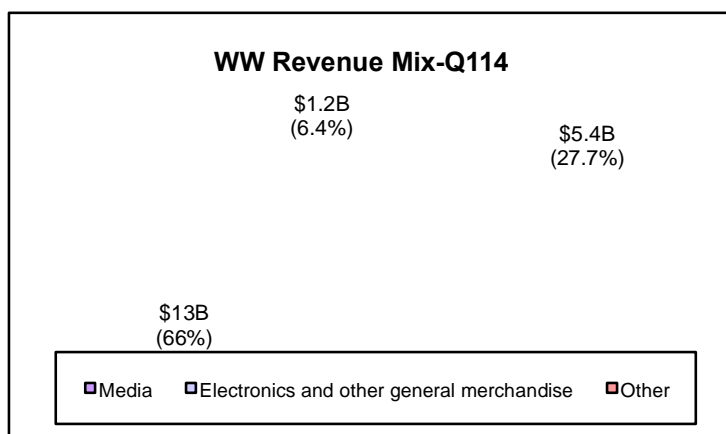 WW Revenue Mix-Q114
$1.2B
(6.4%)
$5.4B
(27.7%)
$13B
(66%)
Media Electronics and other general merchandise Other